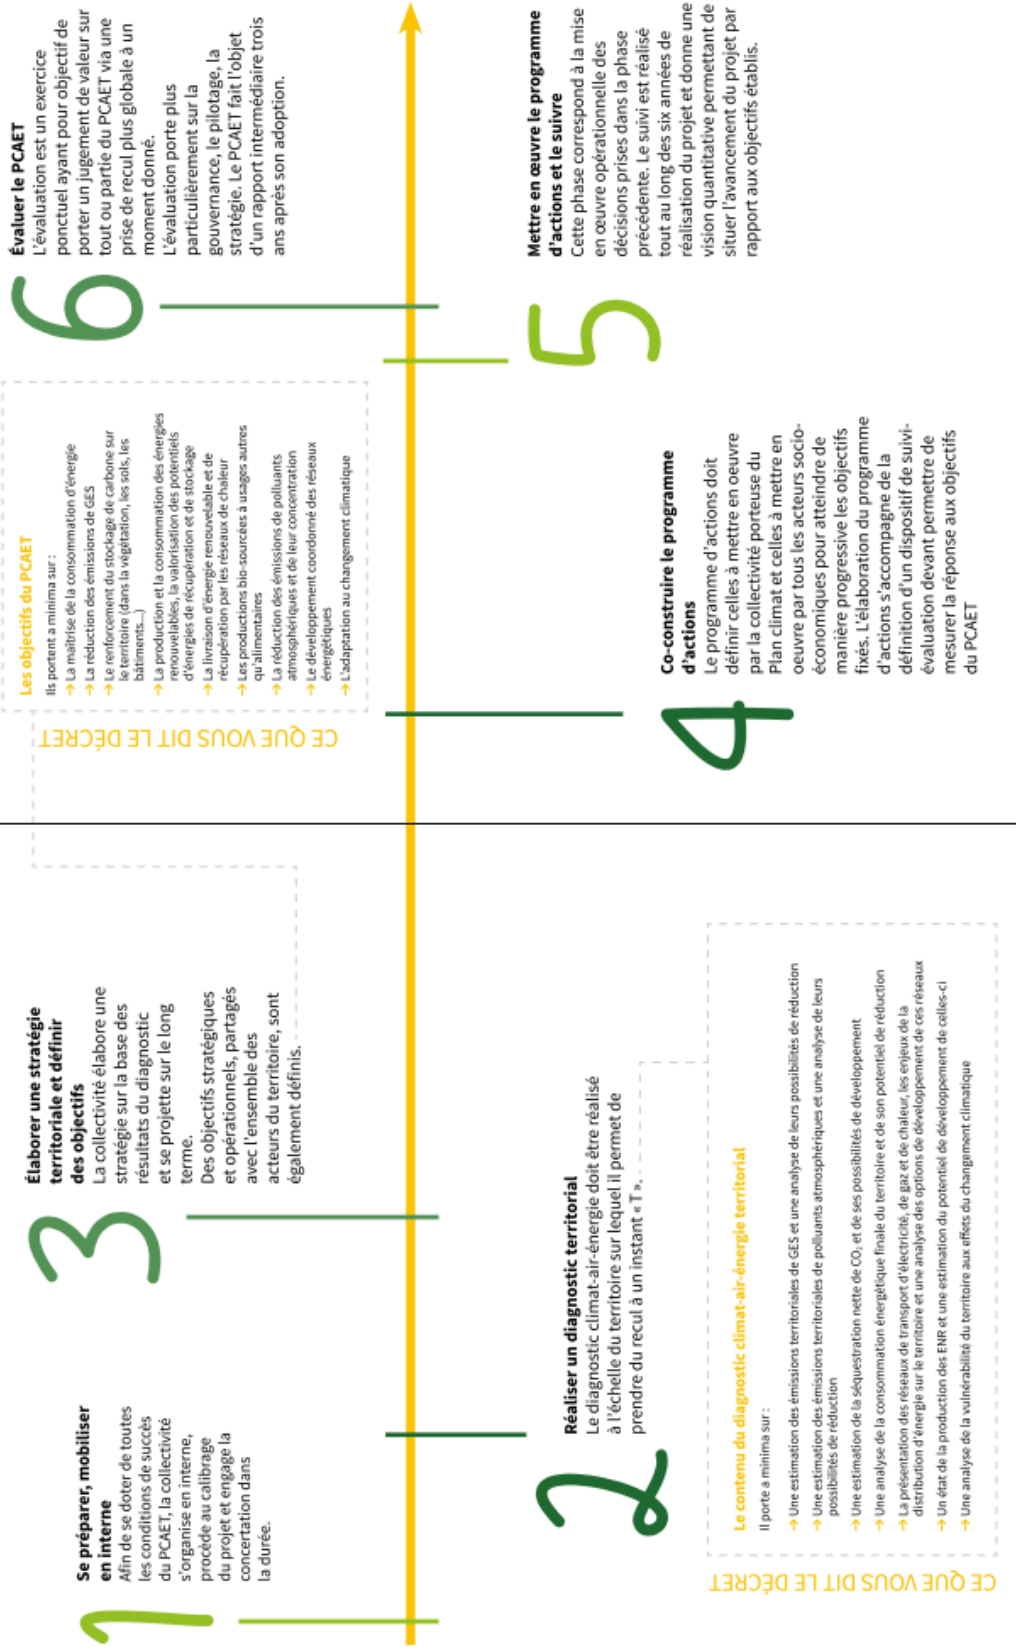 1
Se préparer, mobiliser
en interne
Afin de se doter de toutes
les conditions de succès
du PCAET, la collectivité
s'organise en interne,
procède au calibrage
du projet et engage la
concertation dans
la durée.
2
Réaliser un diagnostic territorial
Le diagnostic climat-air-énergie doit être réalisé
à l'échelle du territoire sur lequel il permet de
prendre du recul à un instant « T ».
CE QUE VOUS DIT LE DÉCRET
Le contenu du diagnostic climat-air-énergie territorial
Il porte a minima sur :
→ Une estimation des émissions territoriales de GES et une analyse de leurs possibilités de réduction
→ Une estimation des émissions territoriales de polluants atmosphériques et une analyse de leurs
possibilités de réduction
→ Une estimation de la séquestration nette de CO₂ et de ses possibilités de développement
→ Une analyse de la consommation énergétique finale du territoire et de son potentiel de réduction
→ La présentation des réseaux de transport d'électricité, de gaz et de chaleur, les enjeux de la
distribution d'énergie sur le territoire et une analyse des options de développement de ces réseaux
→ Un état de la production des ENR et une estimation du potentiel de développement de celles-ci
→ Une analyse de la vulnérabilité du territoire aux effets du changement climatique
3
Élaborer une stratégie
territoriale et définir
des objectifs
La collectivité élabore une
stratégie sur la base des
résultats du diagnostic
et se projette sur le long
terme.
Des objectifs stratégiques
et opérationnels, partagés
avec l'ensemble des
acteurs du territoire, sont
également définis.
CE QUE VOUS DIT LE DÉCRET
Les objectifs du PCAET
Ils portent a minima sur :
→ La maîtrise de la consommation d'énergie
→ La réduction des émissions de GES
→ Le renforcement du stockage de carbone sur
le territoire (dans la végétation, les sols, les
bâtiments...)
→ La production et la consommation des énergies
renouvelables, la valorisation des potentiels
d'énergies de récupération et de stockage
→ La livraison d'énergie renouvelable et de
récupération par les réseaux de chaleur
→ Les productions bio-sourcées à usages autres
qu'alimentaires
→ La réduction des émissions de polluants
atmosphériques et de leur concentration
→ Le développement coordonné des réseaux
énergétiques
→ L'adaptation au changement climatique
4
Co-construire le programme
d'actions
Le programme d'actions doit
définir celles à mettre en oeuvre
par la collectivité porteuse du
Plan climat et celles à mettre en
oeuvre par tous les acteurs socio-
économiques pour atteindre de
manière progressive les objectifs
fixés. L'élaboration du programme
d'actions s'accompagne de la
définition d'un dispositif de suivi-
évaluation devant permettre de
mesurer la réponse aux objectifs
du PCAET
5
Mettre en œuvre le programme
d'actions et le suivre
Cette phase correspond à la mise
en œuvre opérationnelle des
décisions prises dans la phase
précédente. Le suivi est réalisé
tout au long des six années de
réalisation du projet et donne une
vision quantitative permettant de
situer l'avancement du projet par
rapport aux objectifs établis.
6
Évaluer le PCAET
L'évaluation est un exercice
ponctuel ayant pour objectif de
porter un jugement de valeur sur
tout ou partie du PCAET via une
prise de recul plus globale à un
moment donné.
L'évaluation porte plus
particulièrement sur la
gouvernance, le pilotage, la
stratégie. Le PCAET fait l'objet
d'un rapport intermédiaire trois
ans après son adoption.